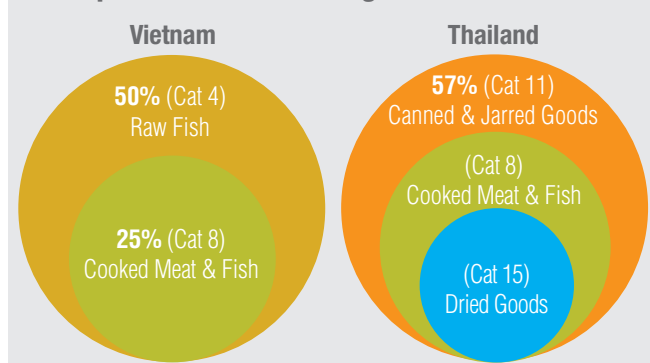 Vietnam
50% (Cat 4)
Raw Fish
25% (Cat 8)
Cooked Meat & Fish
Thailand
57% (Cat 11)
Canned & Jarred Goods
(Cat 8)
Cooked Meat & Fish
(Cat 15)
Dried Goods